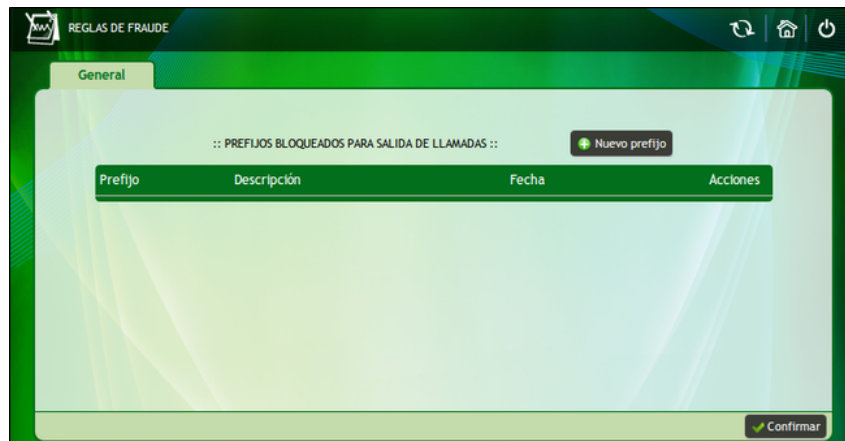 REGLAS DE FRAUDE
General
:: PREFIJOS BLOQUEADOS PARA SALIDA DE LLAMADAS ::
Nuevo prefijo
Prefijo Descripción Fecha Acciones
Confirmar